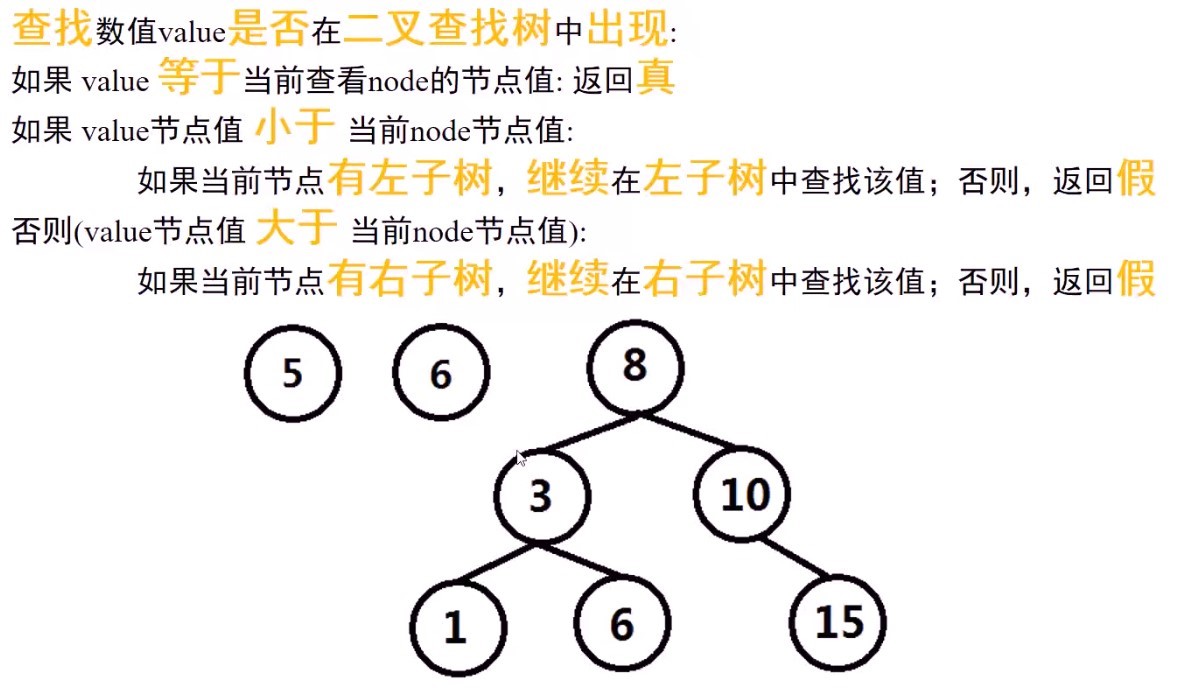 查找数值value是否在二叉查找树中出现:
如果 value 等于当前查看node的节点值: 返回真
如果 value节点值 小于 当前node节点值:
如果当前节点有左子树，继续在左子树中查找该值；否则，返回假
否则(value节点值 大于 当前node节点值):
如果当前节点有右子树，继续在右子树中查找该值；否则，返回假
5 6 8
3 10
1 6 15